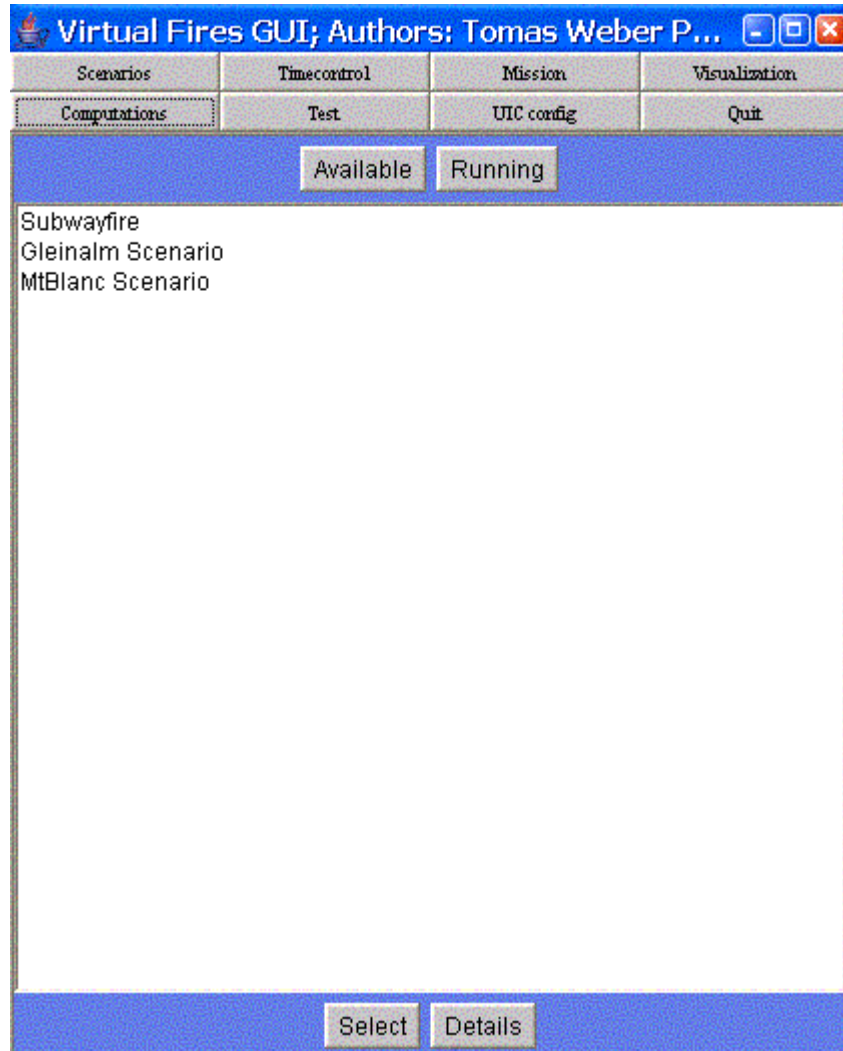 Virtual Fires GUI; Authors: Tomas Weber P...
Scenarios Timecontrol Mission Visualization
Computations Test UIC config Quit
Available Running
Subwayfire
Gleinalm Scenario
MtBlanc Scenario
Select Details